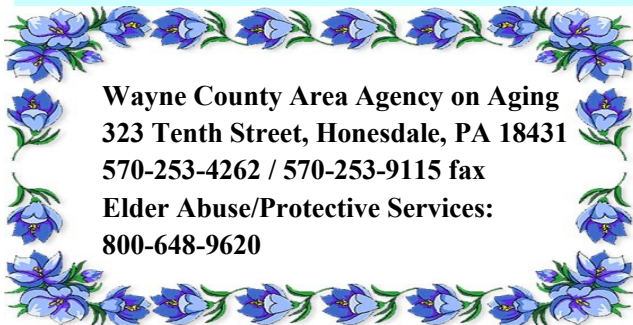 Wayne County Area Agency on Aging
323 Tenth Street, Honesdale, PA 18431
570-253-4262 / 570-253-9115 fax
Elder Abuse/Protective Services:
800-648-9620